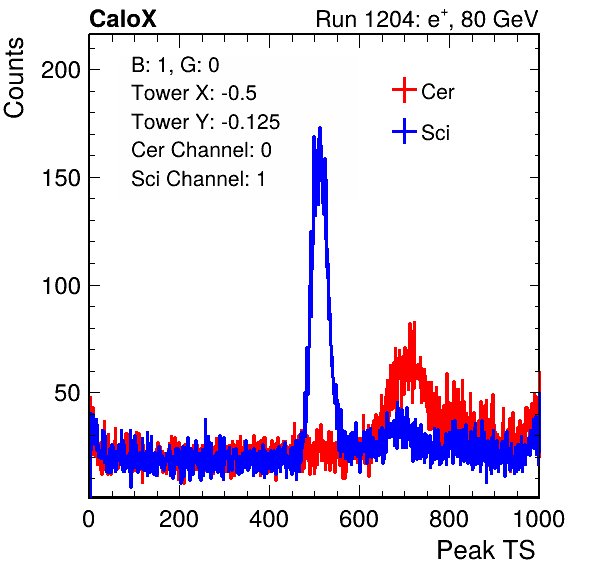 CaloX Run 1204: e⁺, 80 GeV
Counts
B: 1, G: 0
Tower X: -0.5
Tower Y: -0.125
Cer Channel: 0
Sci Channel: 1
Cer
Sci
200
150
100
50
0 200 400 600 800 1000
Peak TS